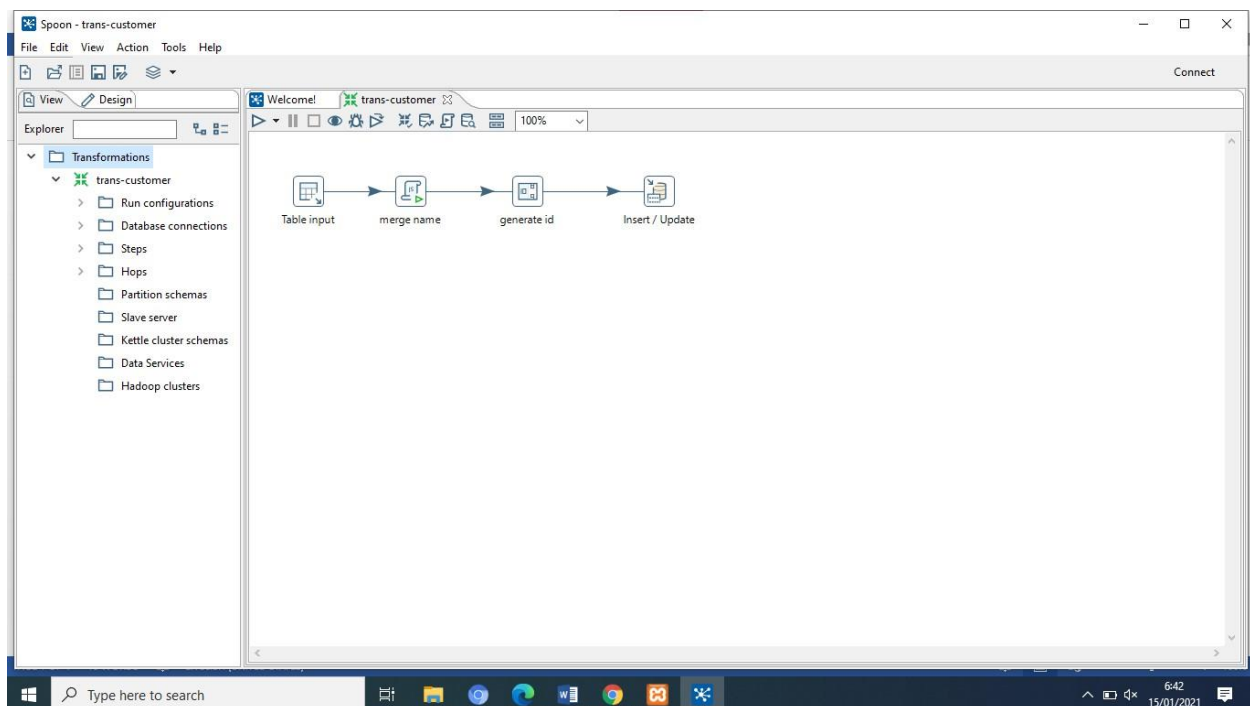 Spoon - trans-customer
File Edit View Action Tools Help
Connect
View Design
Welcome! trans-customer
Explorer
100%
Transformations
trans-customer
Run configurations
Database connections
Steps
Hops
Partition schemas
Slave server
Kettle cluster schemas
Data Services
Hadoop clusters
Table input merge name generate id Insert / Update
Type here to search
6:42
15/01/2021